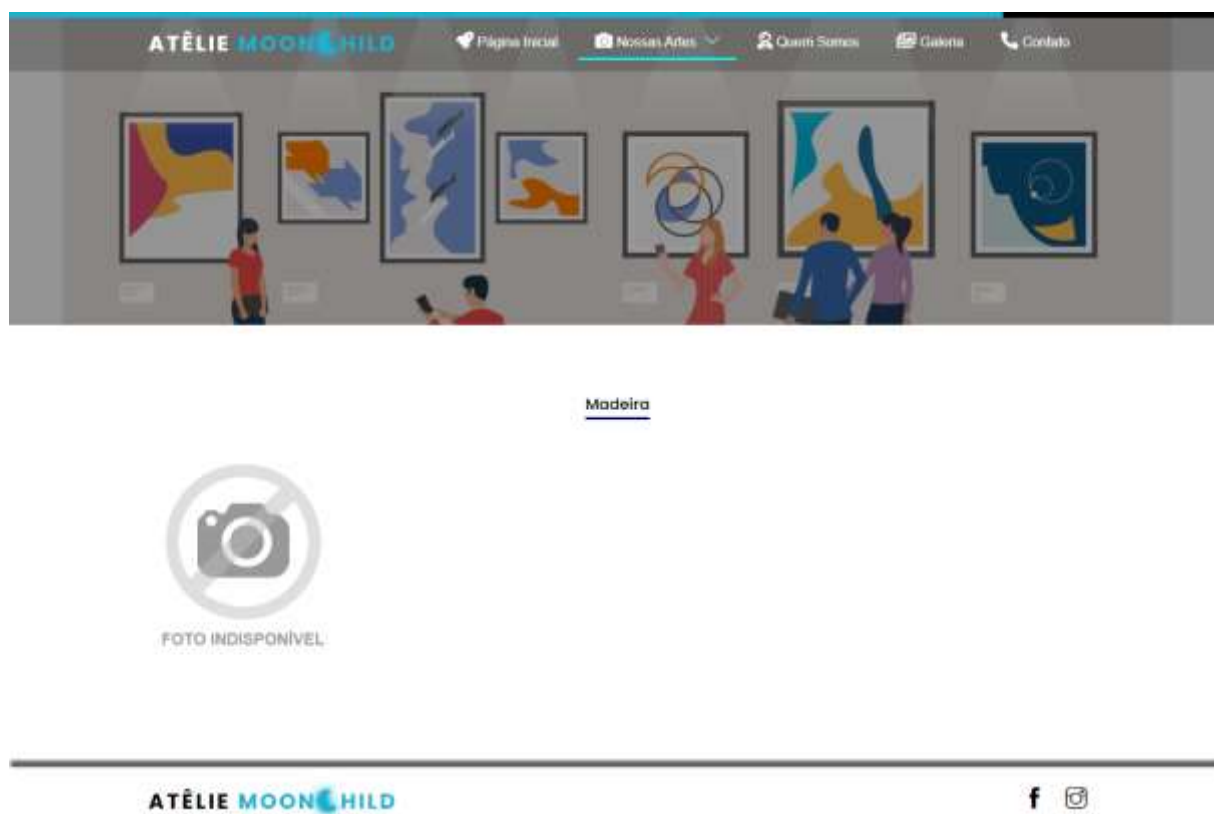 ATÊLIE MOONCHILD
Página Inicial
Nossas Artes
Quem Somos
Galeria
Contato
Madeira
FOTO INDISPONÍVEL
ATÊLIE MOONCHILD